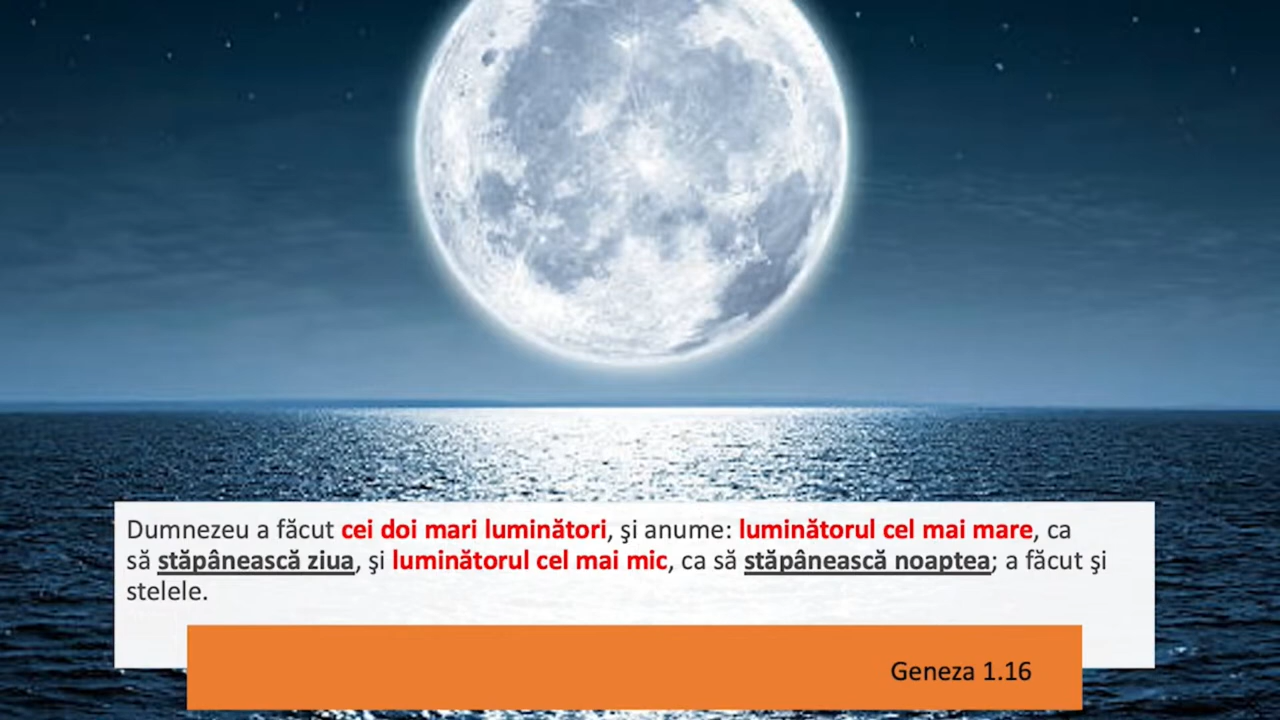 Dumnezeu a făcut cei doi mari luminători, şi anume: luminătorul cel mai mare, ca
să stăpânească ziua, şi luminătorul cel mai mic, ca să stăpânească noaptea; a făcut şi
stelele.
Geneza 1.16